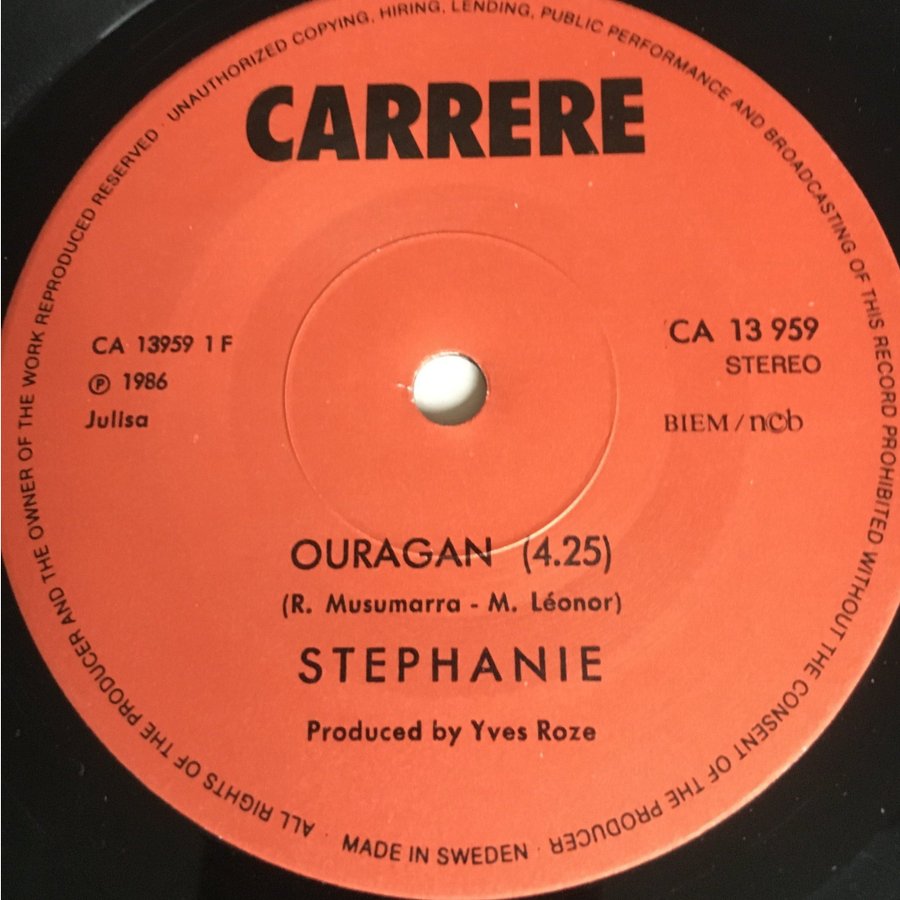 CARRERE
CA 13959 1 F
℗ 1986
Julisa
CA 13 959
STEREO
BIEM / ncb
OURAGAN (4.25)
(R. Musumarra - M. Léonor)
STEPHANIE
Produced by Yves Roze
ALL RIGHTS OF THE PRODUCER AND THE OWNER OF THE WORK REPRODUCED RESERVED · UNAUTHORIZED COPYING, HIRING, LENDING, PUBLIC PERFORMANCE AND BROADCASTING OF THIS RECORD PROHIBITED WITHOUT THE CONSENT OF THE PRODUCER · MADE IN SWEDEN ·